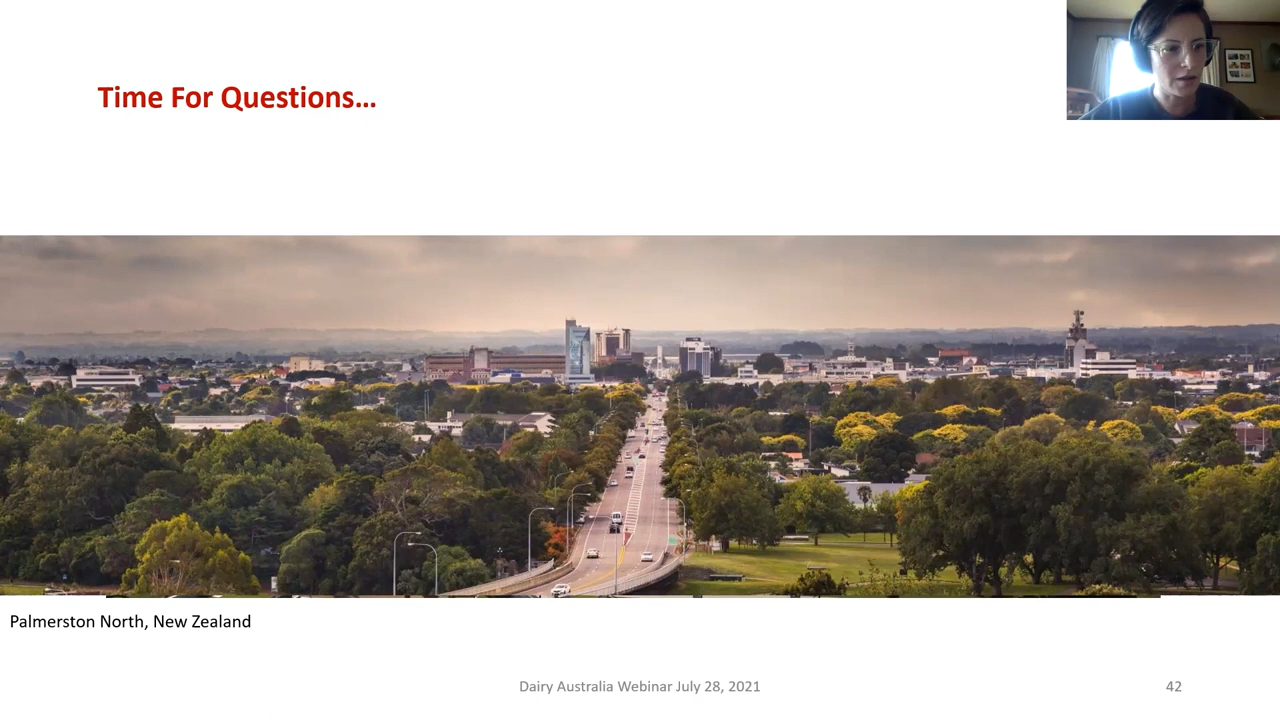 Time For Questions...
Palmerston North, New Zealand
Dairy Australia Webinar July 28, 2021
42